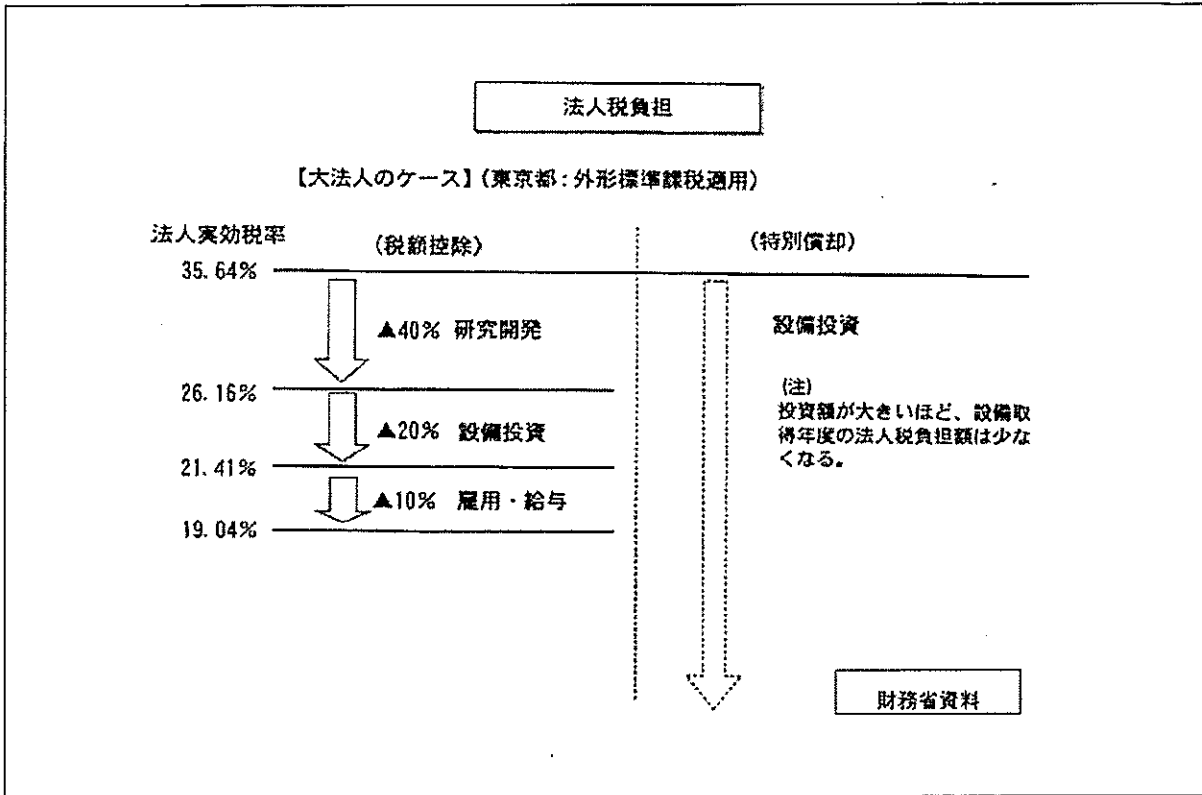 法人税負担
【大法人のケース】(東京都:外形標準課税適用)
法人実効税率
(税額控除)
(特別償却)
35.64%
▲40% 研究開発
設備投資
26.16%
(注)
投資額が大きいほど、設備取
得年度の法人税負担額は少な
くなる。
▲20% 設備投資
21.41%
▲10% 雇用・給与
19.04%
財務省資料